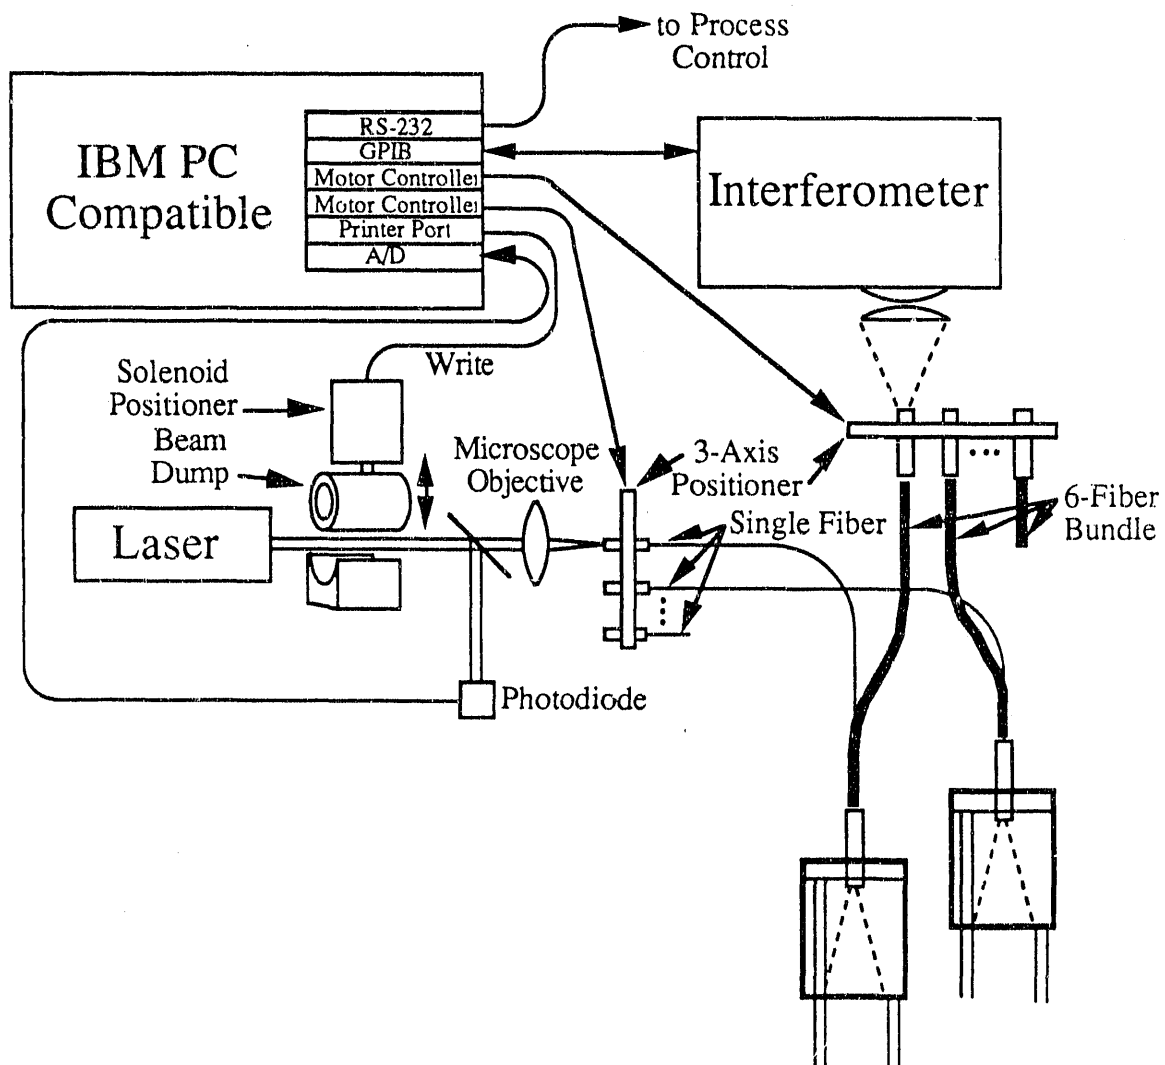 to Process
Control
IBM PC
Compatible
RS-232
GPIB
Motor Controller
Motor Controller
Printer Port
A/D
Interferometer
Write
Solenoid
Positioner
Beam
Dump
Microscope
Objective
3-Axis
Positioner
Single Fiber
6-Fiber
Bundle
Laser
Photodiode